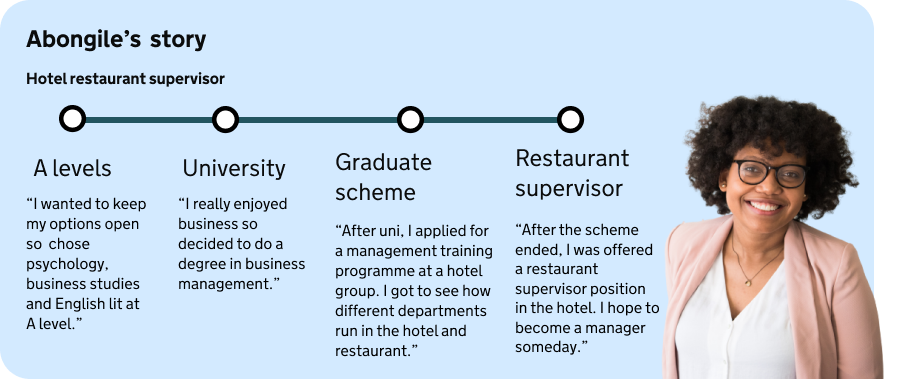 Abongile's story
Hotel restaurant supervisor
A levels
“I wanted to keep
my options open
so chose
psychology,
business studies
and English lit at
A level.”
University
“I really enjoyed
business so
decided to do a
degree in business
management.”
Graduate
scheme
“After uni, I applied for
a management training
programme at a hotel
group. I got to see how
different departments
run in the hotel and
restaurant.”
Restaurant
supervisor
“After the scheme
ended, I was offered
a restaurant
supervisor position
in the hotel. I hope to
become a manager
someday.”